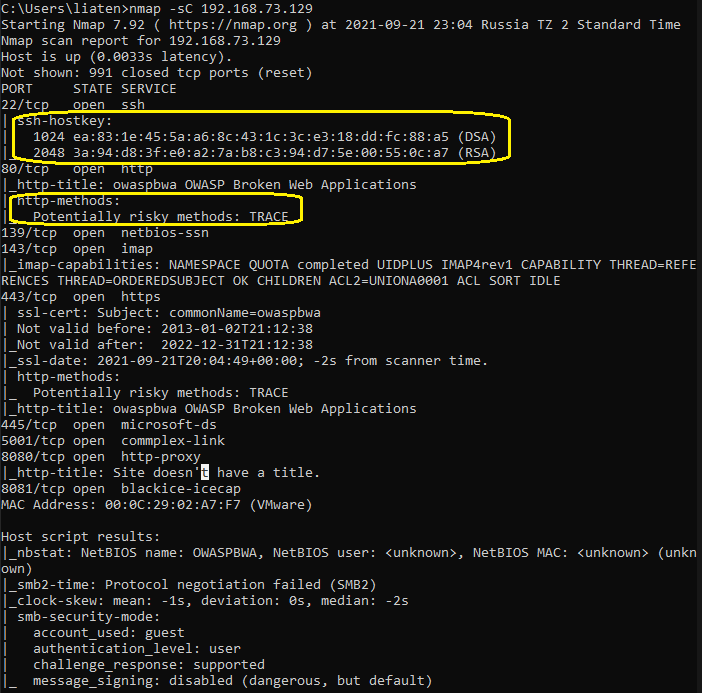 C:\Users\liaten>nmap -sC 192.168.73.129
Starting Nmap 7.92 ( https://nmap.org ) at 2021-09-21 23:04 Russia TZ 2 Standard Time
Nmap scan report for 192.168.73.129
Host is up (0.0033s latency).
Not shown: 991 closed tcp ports (reset)
PORT     STATE SERVICE
22/tcp   open  ssh
| ssh-hostkey:
|   1024 ea:83:1e:45:5a:a6:8c:43:1c:3c:e3:18:dd:fc:88:a5 (DSA)
|_  2048 3a:94:d8:3f:e0:a2:7a:b8:c3:94:d7:5e:00:55:0c:a7 (RSA)
80/tcp   open  http
|_http-title: owaspbwa OWASP Broken Web Applications
| http-methods:
|_  Potentially risky methods: TRACE
139/tcp  open  netbios-ssn
143/tcp  open  imap
|_imap-capabilities: NAMESPACE QUOTA completed UIDPLUS IMAP4rev1 CAPABILITY THREAD=REFE
RENCES THREAD=ORDEREDSUBJECT OK CHILDREN ACL2=UNIONA0001 ACL SORT IDLE
443/tcp  open  https
| ssl-cert: Subject: commonName=owaspbwa
| Not valid before: 2013-01-02T21:12:38
|_Not valid after:  2022-12-31T21:12:38
|_ssl-date: 2021-09-21T20:04:49+00:00; -2s from scanner time.
| http-methods:
|_  Potentially risky methods: TRACE
|_http-title: owaspbwa OWASP Broken Web Applications
445/tcp  open  microsoft-ds
5001/tcp open  commplex-link
8080/tcp open  http-proxy
|_http-title: Site doesn't have a title.
8081/tcp open  blackice-icecap
MAC Address: 00:0C:29:02:A7:F7 (VMware)

Host script results:
|_nbstat: NetBIOS name: OWASPBWA, NetBIOS user: <unknown>, NetBIOS MAC: <unknown> (unkn
own)
|_smb2-time: Protocol negotiation failed (SMB2)
|_clock-skew: mean: -1s, deviation: 0s, median: -2s
| smb-security-mode:
|   account_used: guest
|   authentication_level: user
|   challenge_response: supported
|_  message_signing: disabled (dangerous, but default)